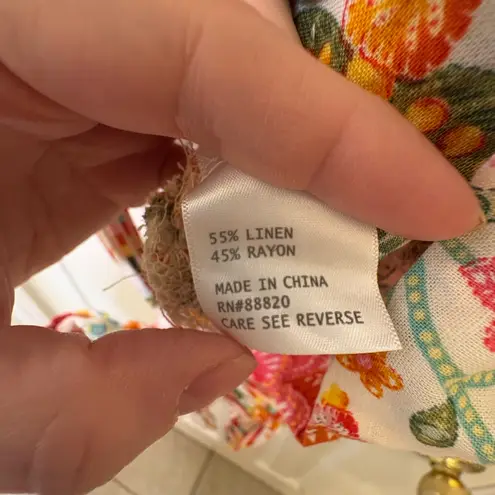 55% LINEN
45% RAYON
MADE IN CHINA
RN#88820
CARE SEE REVERSE